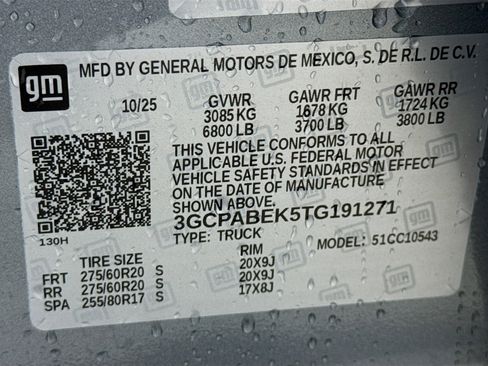 gm
MFD BY GENERAL MOTORS DE MEXICO, S. DE R.L. DE C.V.
10/25 GVWR GAWR FRT GAWR RR
3085 KG 1678 KG 1724 KG
6800 LB 3700 LB 3800 LB
THIS VEHICLE CONFORMS TO ALL
APPLICABLE U.S. FEDERAL MOTOR
VEHICLE SAFETY STANDARDS IN EFFECT
ON THE DATE OF MANUFACTURE SHOWN ABOVE.
3GCPABEK5TG191271
130H TYPE: TRUCK MODEL: 51CC10543
TIRE SIZE RIM
FRT 275/60R20 S 20X9J
RR 275/60R20 S 20X9J
SPA 255/80R17 S 17X8J